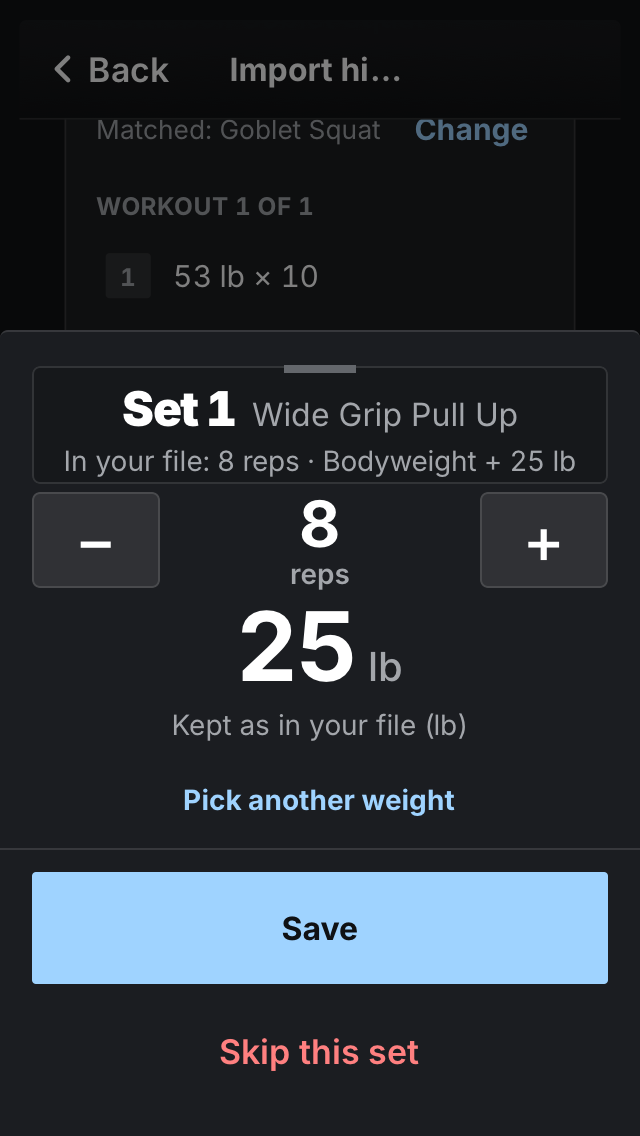 Back Import hi...
Matched: Goblet Squat Change
WORKOUT 1 OF 1
1 53 lb × 10
Set 1 Wide Grip Pull Up
In your file: 8 reps · Bodyweight + 25 lb
− 8 +
reps
25 lb
Kept as in your file (lb)
Pick another weight
Save
Skip this set